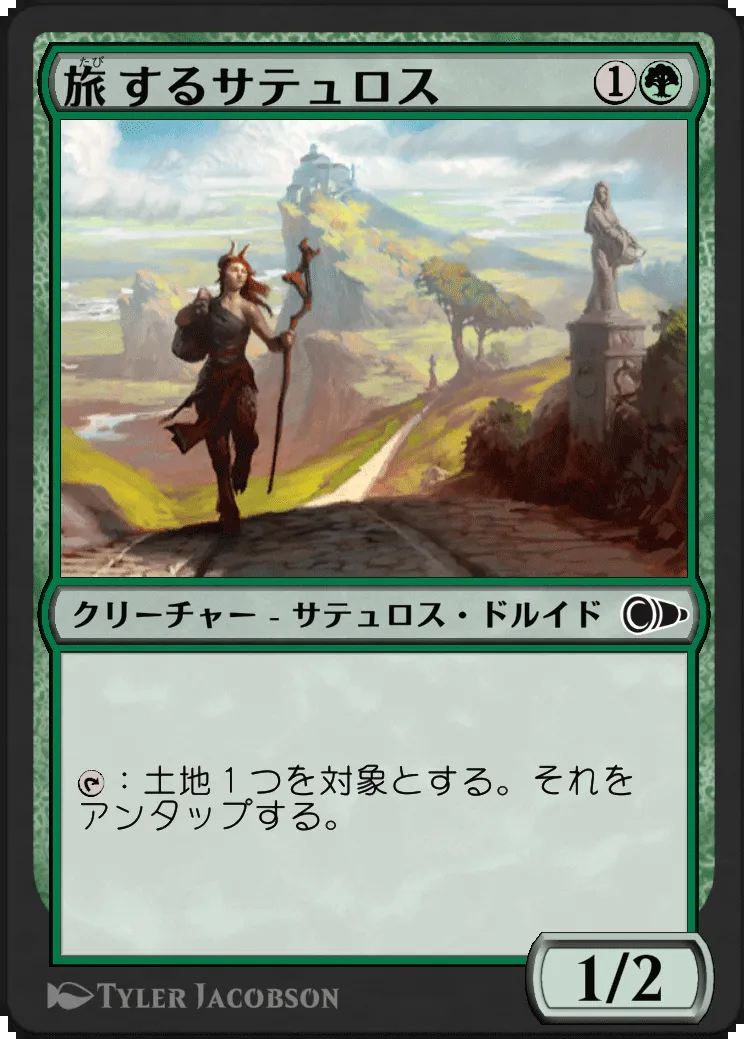 旅するサテュロス 1
たび
クリーチャー - サテュロス・ドルイド
：土地1つを対象とする。それを
アンタップする。
1/2
TYLER JACOBSON